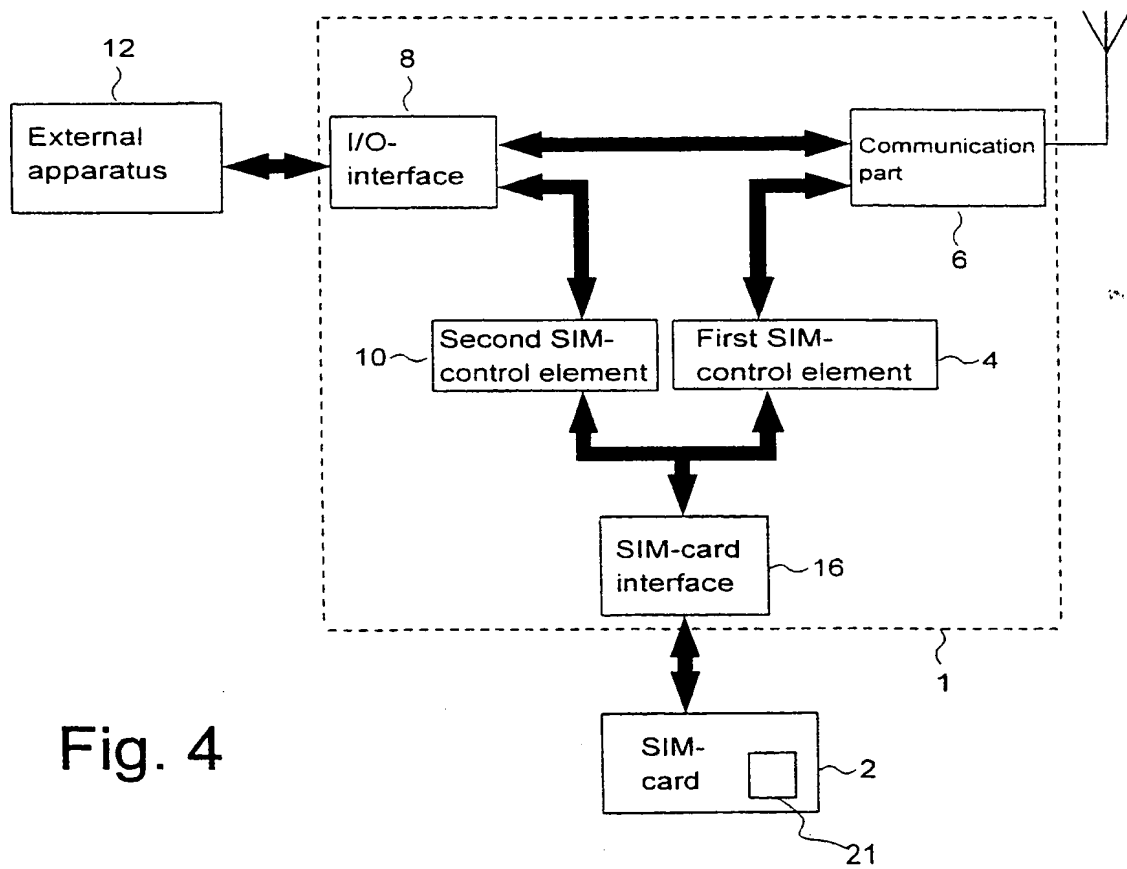 12
8
External
apparatus
I/O-
interface
Communication
part
6
10
Second SIM-
control element
First SIM-
control element
4
SIM-card
interface
16
1
Fig. 4
SIM-
card
2
21